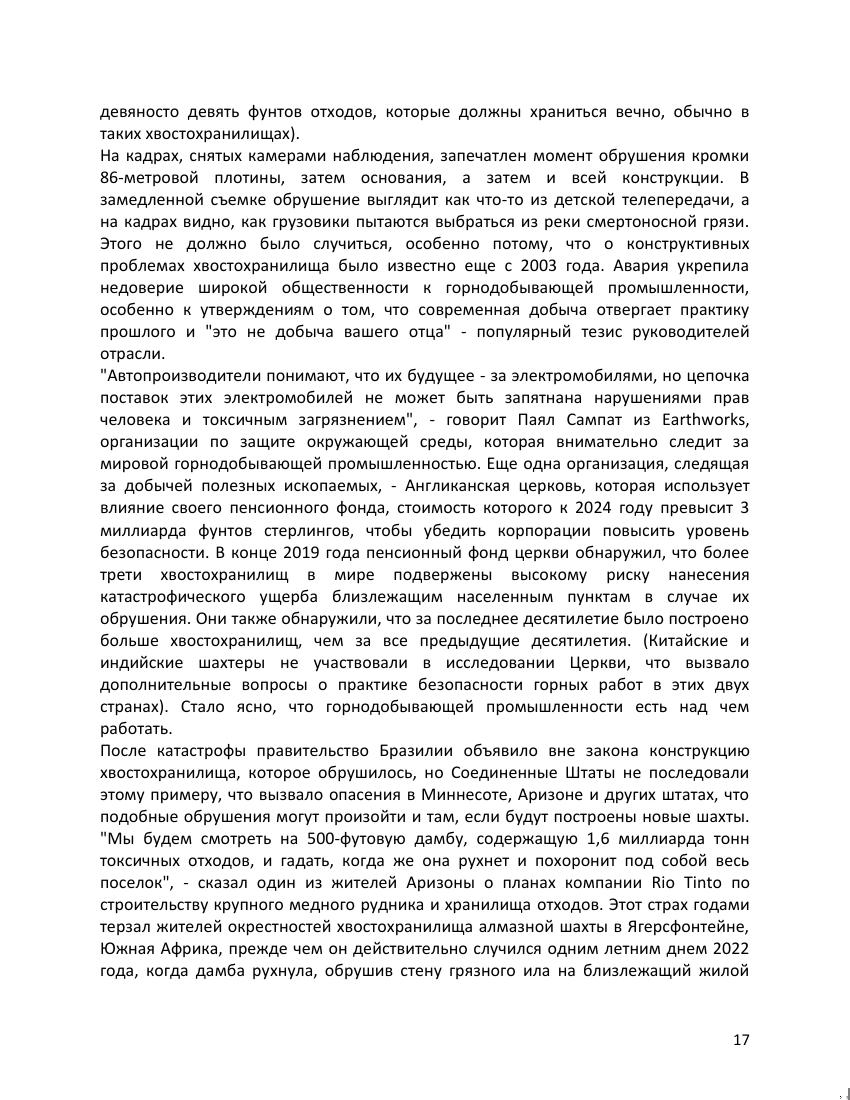 девяносто девять фунтов отходов, которые должны храниться вечно, обычно в
таких хвостохранилищах).
На кадрах, снятых камерами наблюдения, запечатлен момент обрушения кромки
86-метровой плотины, затем основания, а затем и всей конструкции. В
замедленной съемке обрушение выглядит как что-то из детской телепередачи, а
на кадрах видно, как грузовики пытаются выбраться из реки смертоносной грязи.
Этого не должно было случиться, особенно потому, что о конструктивных
проблемах хвостохранилища было известно еще с 2003 года. Авария укрепила
недоверие широкой общественности к горнодобывающей промышленности,
особенно к утверждениям о том, что современная добыча отвергает практику
прошлого и "это не добыча вашего отца" - популярный тезис руководителей
отрасли.
"Автопроизводители понимают, что их будущее - за электромобилями, но цепочка
поставок этих электромобилей не может быть запятнана нарушениями прав
человека и токсичным загрязнением", - говорит Паял Сампат из Earthworks,
организации по защите окружающей среды, которая внимательно следит за
мировой горнодобывающей промышленностью. Еще одна организация, следящая
за добычей полезных ископаемых, - Англиканская церковь, которая использует
влияние своего пенсионного фонда, стоимость которого к 2024 году превысит 3
миллиарда фунтов стерлингов, чтобы убедить корпорации повысить уровень
безопасности. В конце 2019 года пенсионный фонд церкви обнаружил, что более
трети хвостохранилищ в мире подвержены высокому риску нанесения
катастрофического ущерба близлежащим населенным пунктам в случае их
обрушения. Они также обнаружили, что за последнее десятилетие было построено
больше хвостохранилищ, чем за все предыдущие десятилетия. (Китайские и
индийские шахтеры не участвовали в исследовании Церкви, что вызвало
дополнительные вопросы о практике безопасности горных работ в этих двух
странах). Стало ясно, что горнодобывающей промышленности есть над чем
работать.
После катастрофы правительство Бразилии объявило вне закона конструкцию
хвостохранилища, которое обрушилось, но Соединенные Штаты не последовали
этому примеру, что вызвало опасения в Миннесоте, Аризоне и других штатах, что
подобные обрушения могут произойти и там, если будут построены новые шахты.
"Мы будем смотреть на 500-футовую дамбу, содержащую 1,6 миллиарда тонн
токсичных отходов, и гадать, когда же она рухнет и похоронит под собой весь
поселок", - сказал один из жителей Аризоны о планах компании Rio Tinto по
строительству крупного медного рудника и хранилища отходов. Этот страх годами
терзал жителей окрестностей хвостохранилища алмазной шахты в Ягерсфонтейне,
Южная Африка, прежде чем он действительно случился одним летним днем 2022
года, когда дамба рухнула, обрушив стену грязного ила на близлежащий жилой
17